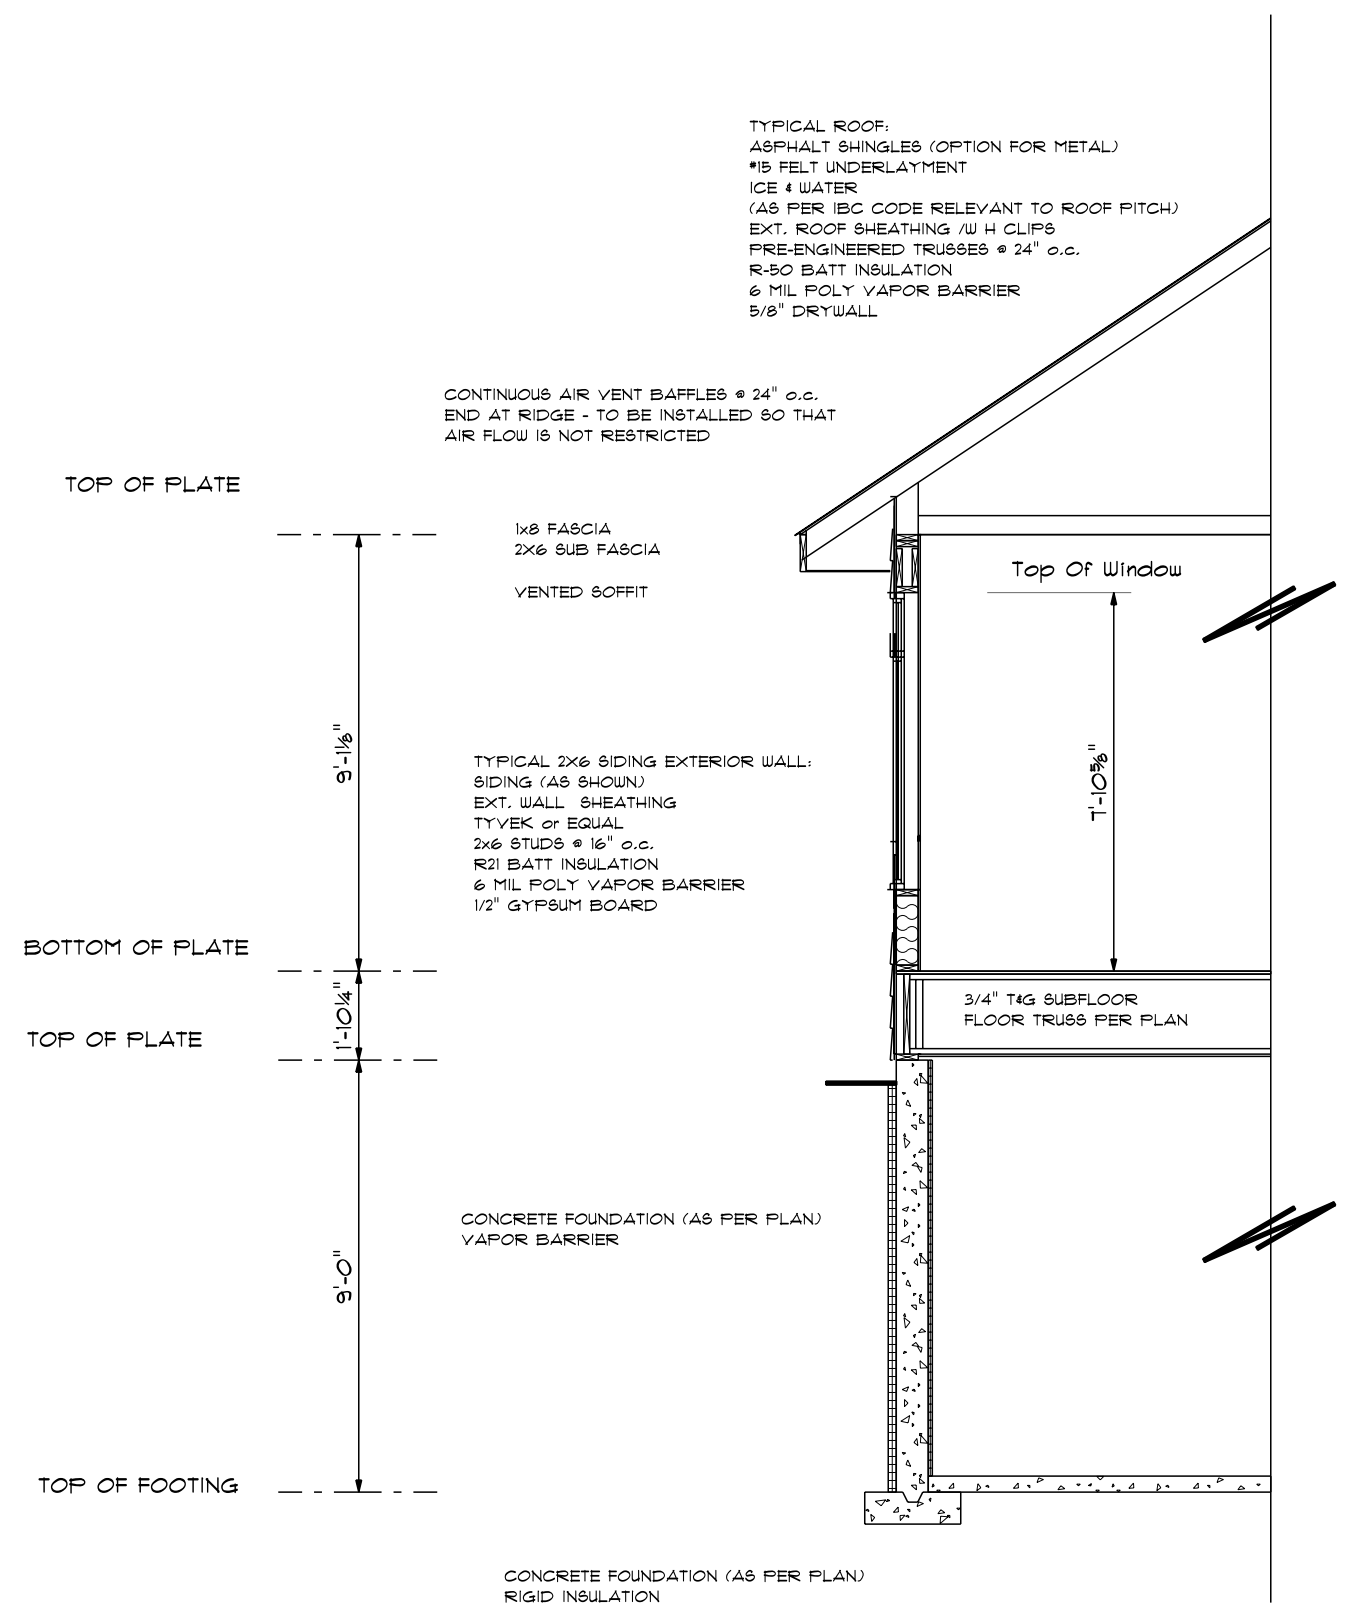 TYPICAL ROOF:
ASPHALT SHINGLES (OPTION FOR METAL)
#15 FELT UNDERLAYMENT
ICE & WATER
(AS PER IBC CODE RELEVANT TO ROOF PITCH)
EXT. ROOF SHEATHING /W H CLIPS
PRE-ENGINEERED TRUSSES @ 24" o.c.
R-50 BATT INSULATION
6 MIL POLY VAPOR BARRIER
5/8" DRYWALL
CONTINUOUS AIR VENT BAFFLES @ 24" o.c.
END AT RIDGE - TO BE INSTALLED SO THAT
AIR FLOW IS NOT RESTRICTED
TOP OF PLATE
1x8 FASCIA
2X6 SUB FASCIA
VENTED SOFFIT
Top Of Window
9'-1⅛"
7'-10⅝"
TYPICAL 2X6 SIDING EXTERIOR WALL:
SIDING (AS SHOWN)
EXT. WALL SHEATHING
TYVEK or EQUAL
2x6 STUDS @ 16" o.c.
R21 BATT INSULATION
6 MIL POLY VAPOR BARRIER
1/2" GYPSUM BOARD
BOTTOM OF PLATE
1'-10¼"
3/4" T&G SUBFLOOR
FLOOR TRUSS PER PLAN
TOP OF PLATE
CONCRETE FOUNDATION (AS PER PLAN)
VAPOR BARRIER
9'-0"
TOP OF FOOTING
CONCRETE FOUNDATION (AS PER PLAN)
RIGID INSULATION